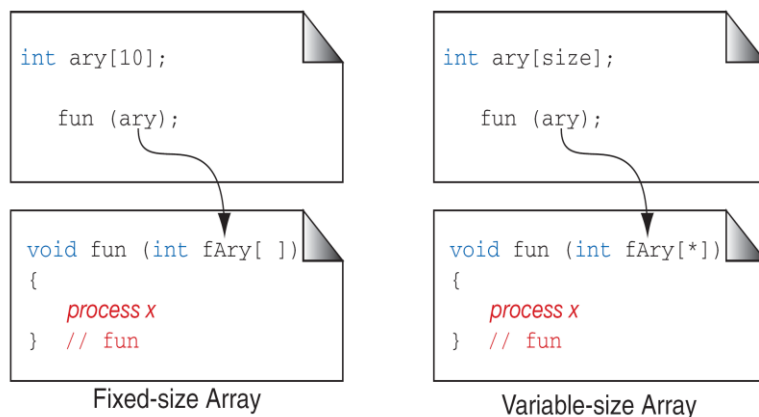 int ary[10];
fun (ary);
void fun (int fAry[ ])
{
process x
} // fun
Fixed-size Array
int ary[size];
fun (ary);
void fun (int fAry[*])
{
process x
} // fun
Variable-size Array